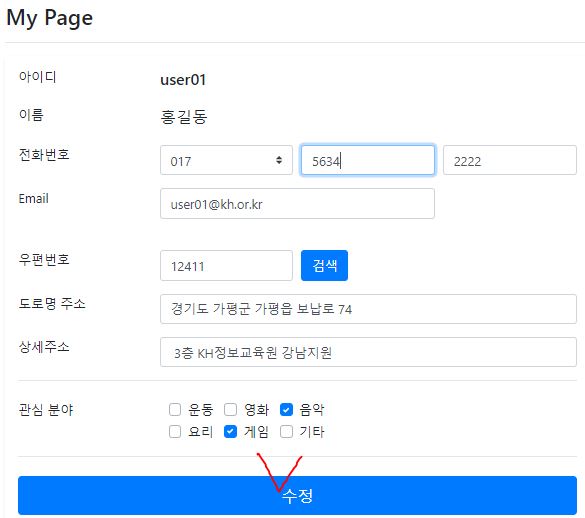 My Page
아이디 user01
이름 홍길동
전화번호 017 5634 2222
Email user01@kh.or.kr
우편번호 12411 검색
도로명 주소 경기도 가평군 가평읍 보납로 74
상세주소 3층 KH정보교육원 강남지원
관심 분야 운동 영화 음악
요리 게임 기타
수정